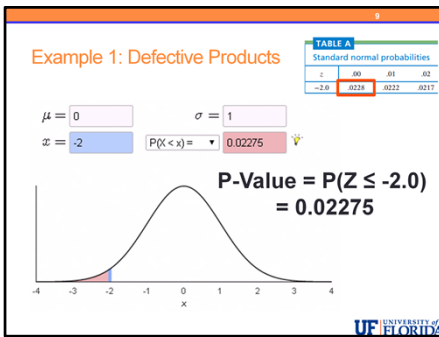 9
Example 1: Defective Products
TABLE A
Standard normal probabilities
z .00 .01 .02
−2.0 .0228 .0222 .0217
μ = 0 σ = 1
x = -2 P(X < x) = ▼ 0.02275
P-Value = P(Z ≤ -2.0)
= 0.02275
-4 -3 -2 -1 0 1 2 3 4
x
UF UNIVERSITY of
FLORIDA